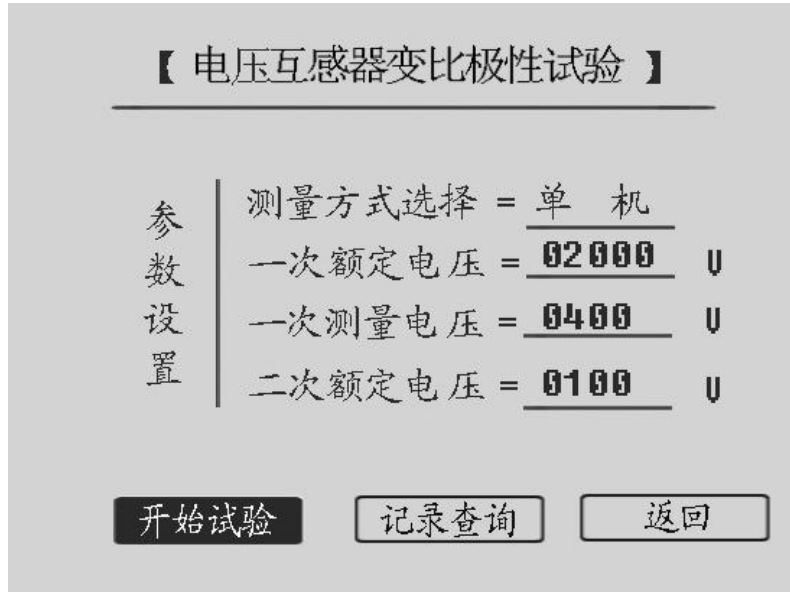 【 电压互感器变比极性试验 】
参数设置
测量方式选择 = 单 机
一次额定电压 = 02000 V
一次测量电压 = 0400 V
二次额定电压 = 0100 V
开始试验 记录查询 返回